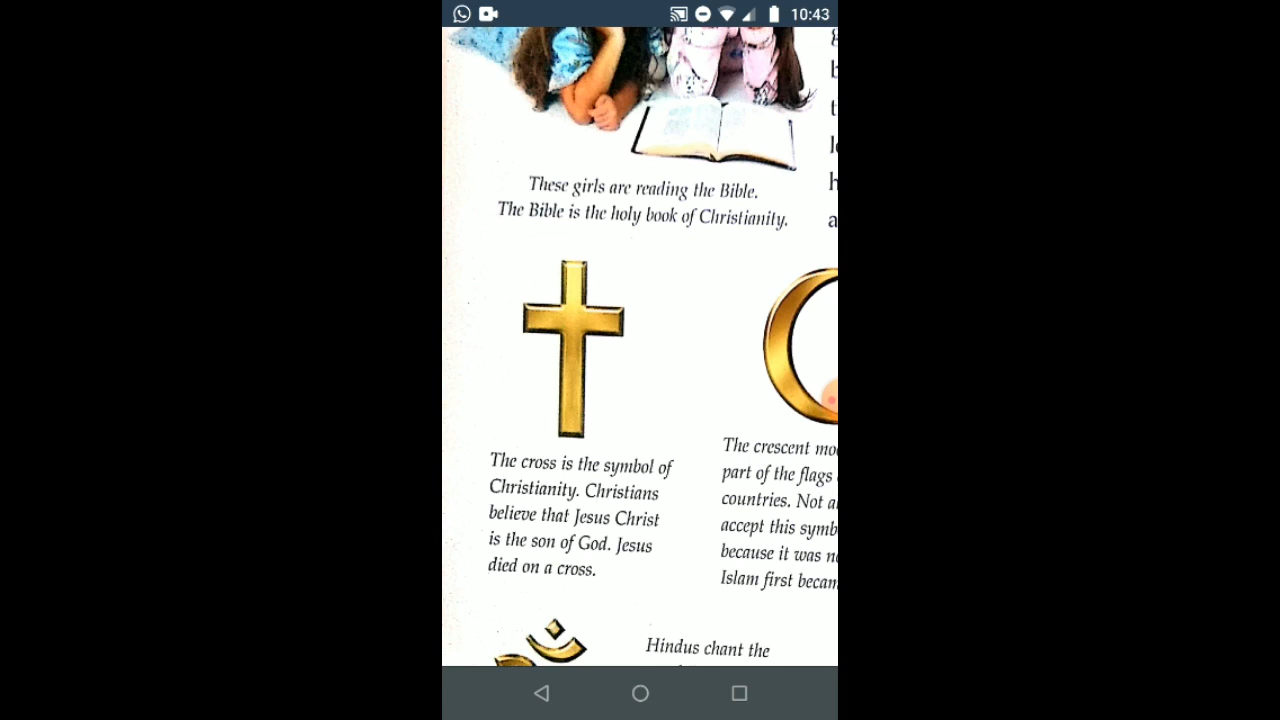 10:43
These girls are reading the Bible.
The Bible is the holy book of Christianity.
The cross is the symbol of
Christianity. Christians
believe that Jesus Christ
is the son of God. Jesus
died on a cross.
The crescent
part of the flags
countries. Not
accept this
because it was
Islam first
Hindus chant the